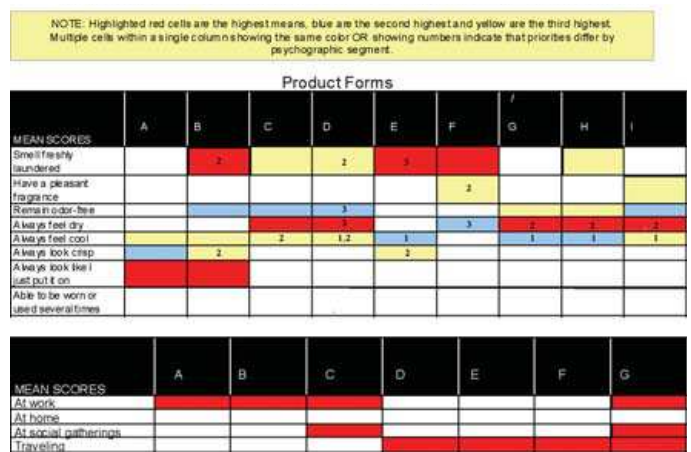 NOTE: Highlighted red cells are the highest means, blue are the second highest and yellow are the third highest.
Multiple cells within a single column showing the same color OR showing numbers indicate that priorities differ by
psychographic segment.
Product Forms
/
A B C D E F G H I
MEAN SCORES
Smell freshly 2 2 3
laundered
Have a pleasant 2
fragrance
Remain odor-free 3
Always feel dry 3 3 2 2 2
Always feel cool 2 1,2 1 1 1 1
Always look crisp 2 2
Always look like I
just put it on
Able to be worn or
used several times
A B C D E F G
MEAN SCORES
At work
At home
At social gatherings
Traveling